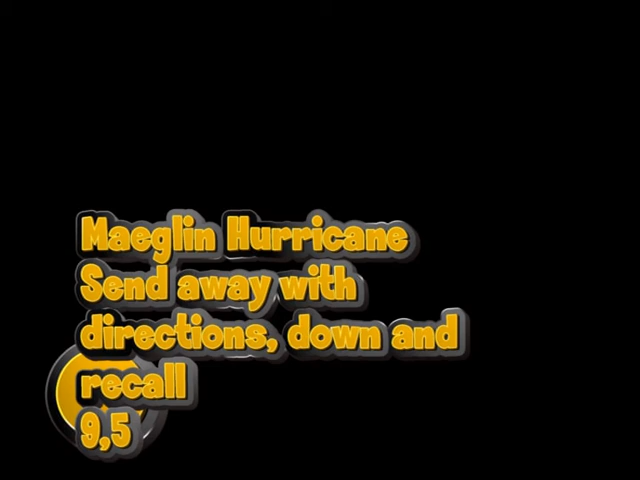 Maeglin Hurricane
Send away with
directions, down and
recall
9,5